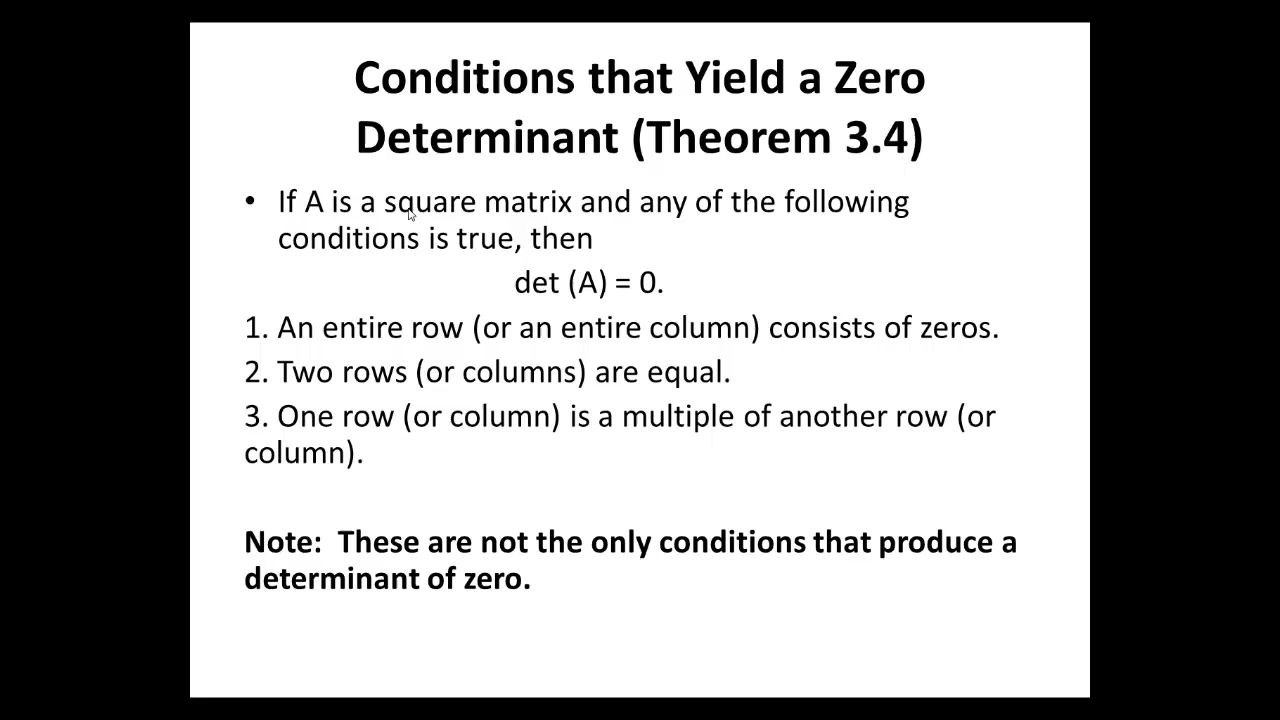 Conditions that Yield a Zero
Determinant (Theorem 3.4)
• If A is a square matrix and any of the following
conditions is true, then
det (A) = 0.
1. An entire row (or an entire column) consists of zeros.
2. Two rows (or columns) are equal.
3. One row (or column) is a multiple of another row (or
column).
Note:  These are not the only conditions that produce a
determinant of zero.